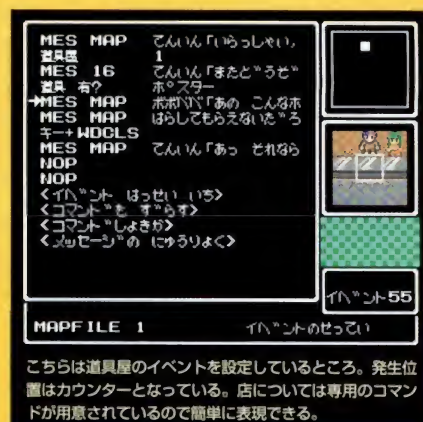 MES MAP てんいん「いらっしゃい。
道具屋 1
MES 16 てんいん「またどうぞ
道具 有? ポスター
→MES MAP ポポペペ「あの こんなポ
MES MAP はらしてもらえないだろ
キー+WDCLS
MES MAP てんいん「あっ それなら
NOP
NOP
<イベント はっせい いち>
<コマンドを ずらす>
<コマンドしょきか>
<メッセージの にゅうりょく>
イベント55
MAPFILE 1 イベントのせってい
こちらは道具屋のイベントを設定しているところ。発生位
置はカウンターとなっている。店については専用のコマン
ドが用意されているので簡単に表現できる。